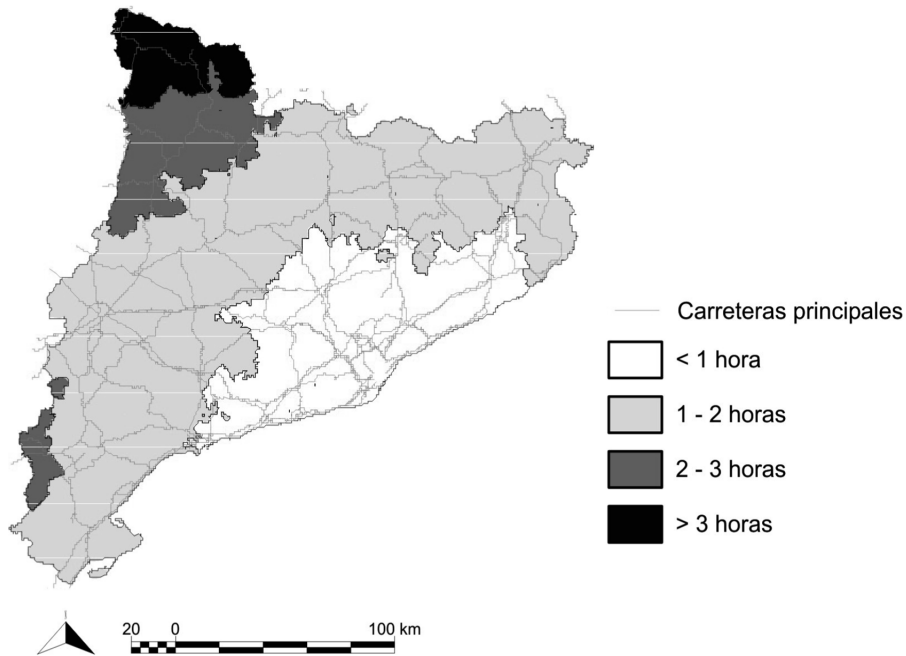 Carreteras principales
< 1 hora
1 - 2 horas
2 - 3 horas
> 3 horas
20 0 100 km